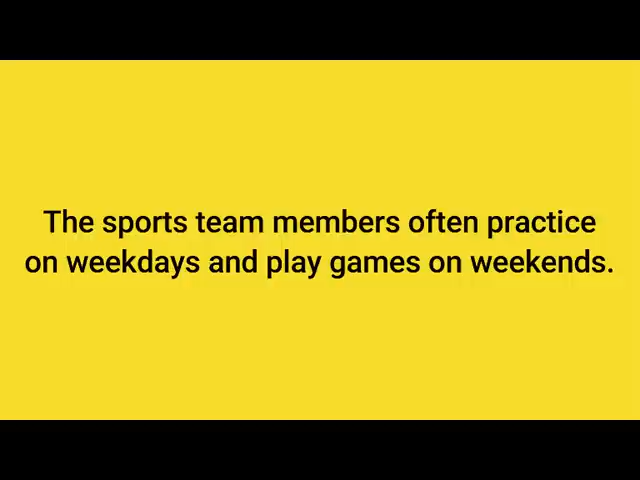 The sports team members often practice
on weekdays and play games on weekends.